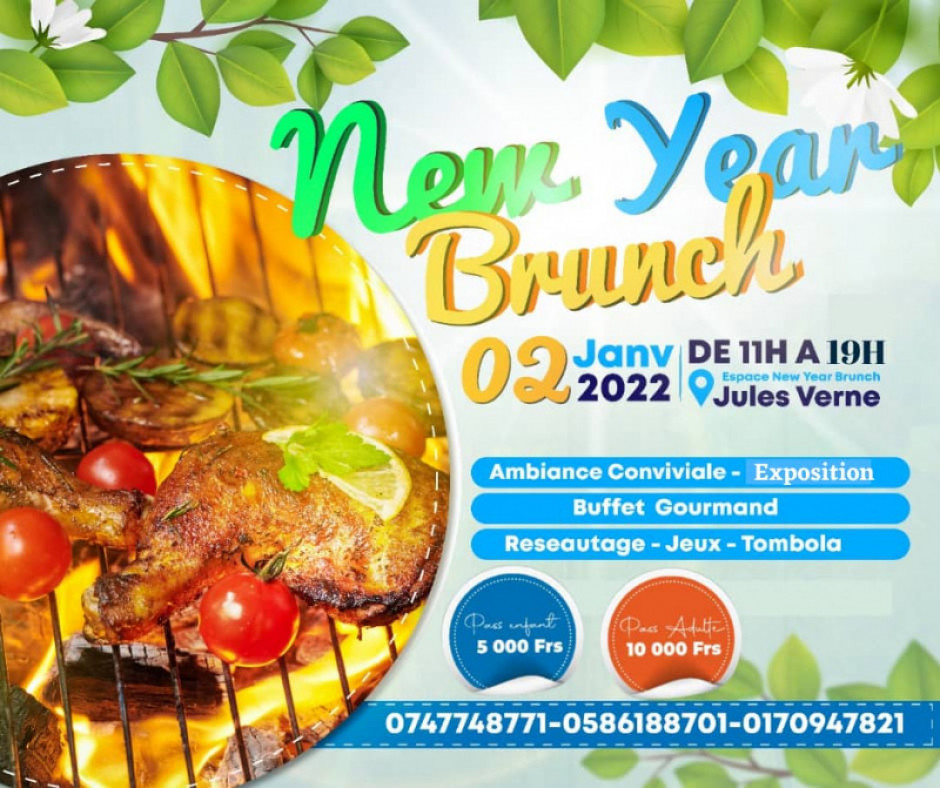 New Year
Brunch
02 Janv 2022
DE 11H A 19H
Espace New Year Brunch
Jules Verne
Ambiance Conviviale - Exposition
Buffet Gourmand
Reseautage - Jeux - Tombola
Pass enfant
5 000 Frs
Pass Adulte
10 000 Frs
0747748771-0586188701-0170947821